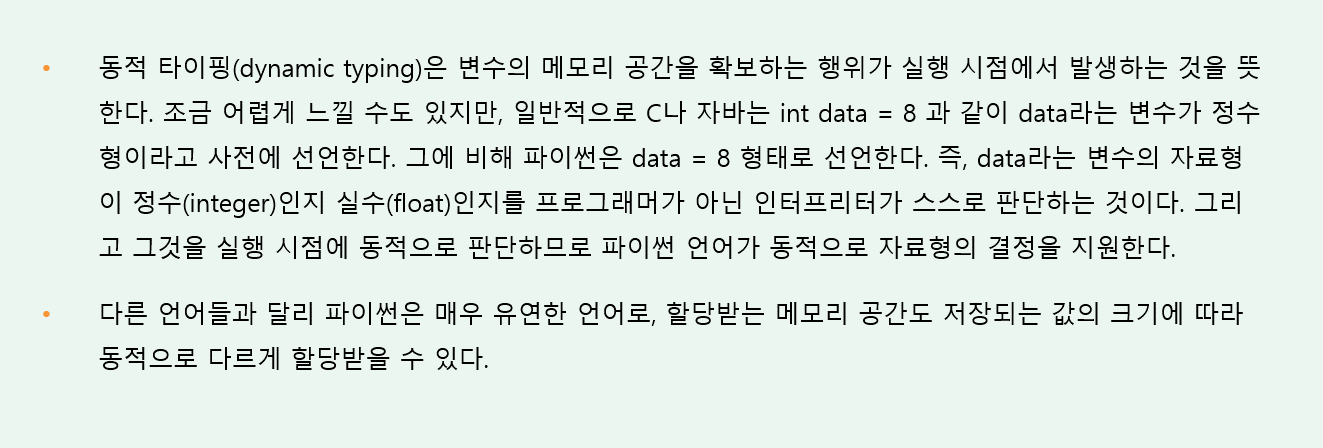 • 동적 타이핑(dynamic typing)은 변수의 메모리 공간을 확보하는 행위가 실행 시점에서 발생하는 것을 뜻
한다. 조금 어렵게 느낄 수도 있지만, 일반적으로 C나 자바는 int data = 8 과 같이 data라는 변수가 정수
형이라고 사전에 선언한다. 그에 비해 파이썬은 data = 8 형태로 선언한다. 즉, data라는 변수의 자료형
이 정수(integer)인지 실수(float)인지를 프로그래머가 아닌 인터프리터가 스스로 판단하는 것이다. 그리
고 그것을 실행 시점에 동적으로 판단하므로 파이썬 언어가 동적으로 자료형의 결정을 지원한다.
• 다른 언어들과 달리 파이썬은 매우 유연한 언어로, 할당받는 메모리 공간도 저장되는 값의 크기에 따라
동적으로 다르게 할당받을 수 있다.